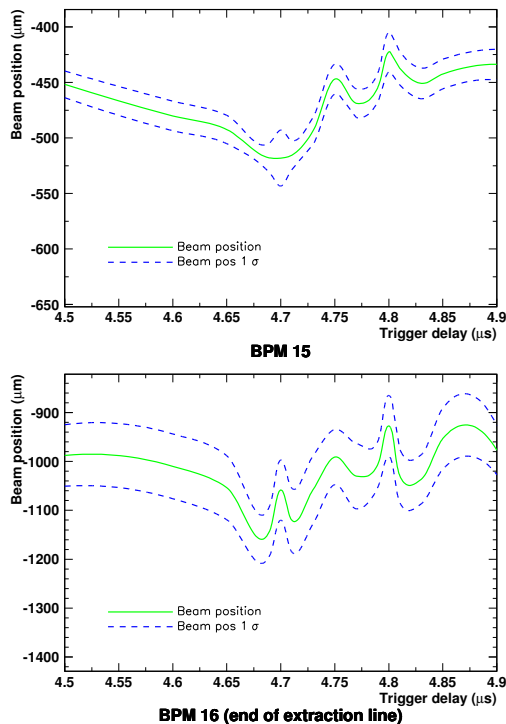 Beam position (μm)
-400
-450
-500
-550
-600
-650
Beam position
Beam pos 1 σ
4.5 4.55 4.6 4.65 4.7 4.75 4.8 4.85 4.9
Trigger delay (μs)
BPM 15
Beam position (μm)
-900
-1000
-1100
-1200
-1300
-1400
Beam position
Beam pos 1 σ
4.5 4.55 4.6 4.65 4.7 4.75 4.8 4.85 4.9
Trigger delay (μs)
BPM 16 (end of extraction line)